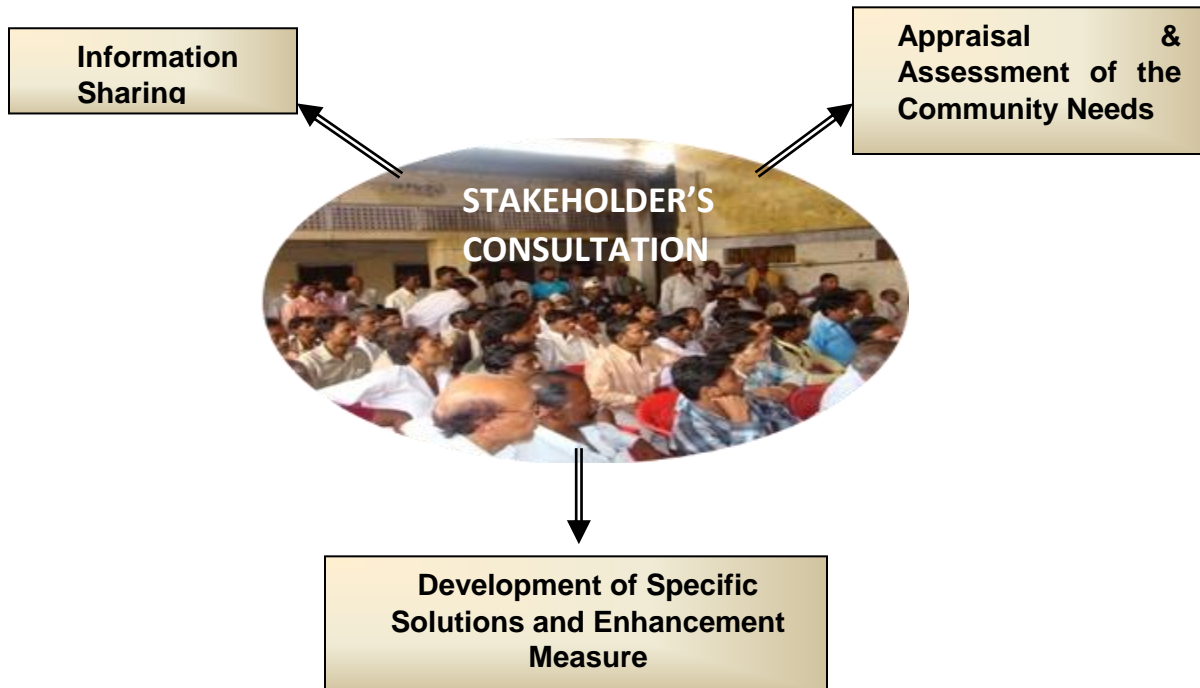 Information
Sharing
Appraisal &
Assessment of the
Community Needs
STAKEHOLDER’S
CONSULTATION
Development of Specific
Solutions and Enhancement
Measure